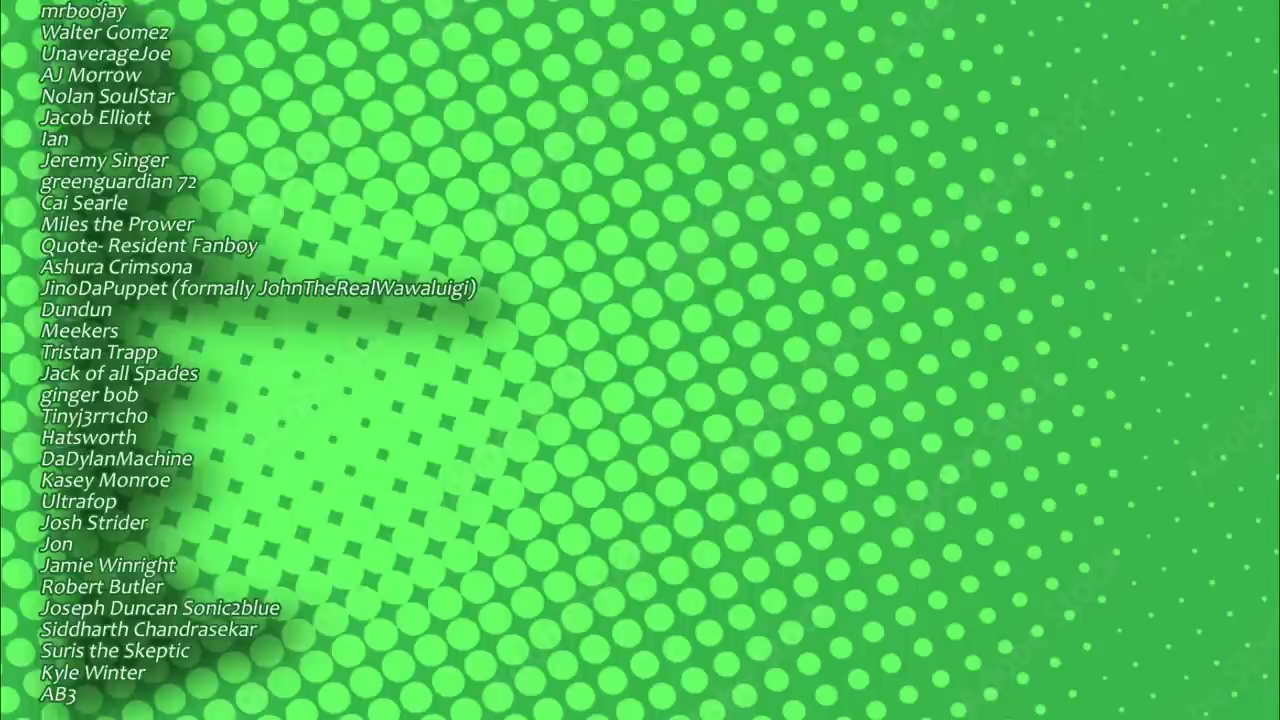 mrboojay
Walter Gomez
UnaverageJoe
AJ Morrow
Nolan SoulStar
Jacob Elliott
Ian
Jeremy Singer
greenguardian 72
Cai Searle
Miles the Prower
Quote- Resident Fanboy
Ashura Crimsona
JinoDaPuppet (formally JohnTheRealWawaluigi)
Dundun
Meekers
Tristan Trapp
Jack of all Spades
ginger bob
Tinyj3rr1cho
Hatsworth
DaDylanMachine
Kasey Monroe
Ultrafop
Josh Strider
Jon
Jamie Winright
Robert Butler
Joseph Duncan Sonic2blue
Siddharth Chandrasekar
Suris the Skeptic
Kyle Winter
AB3